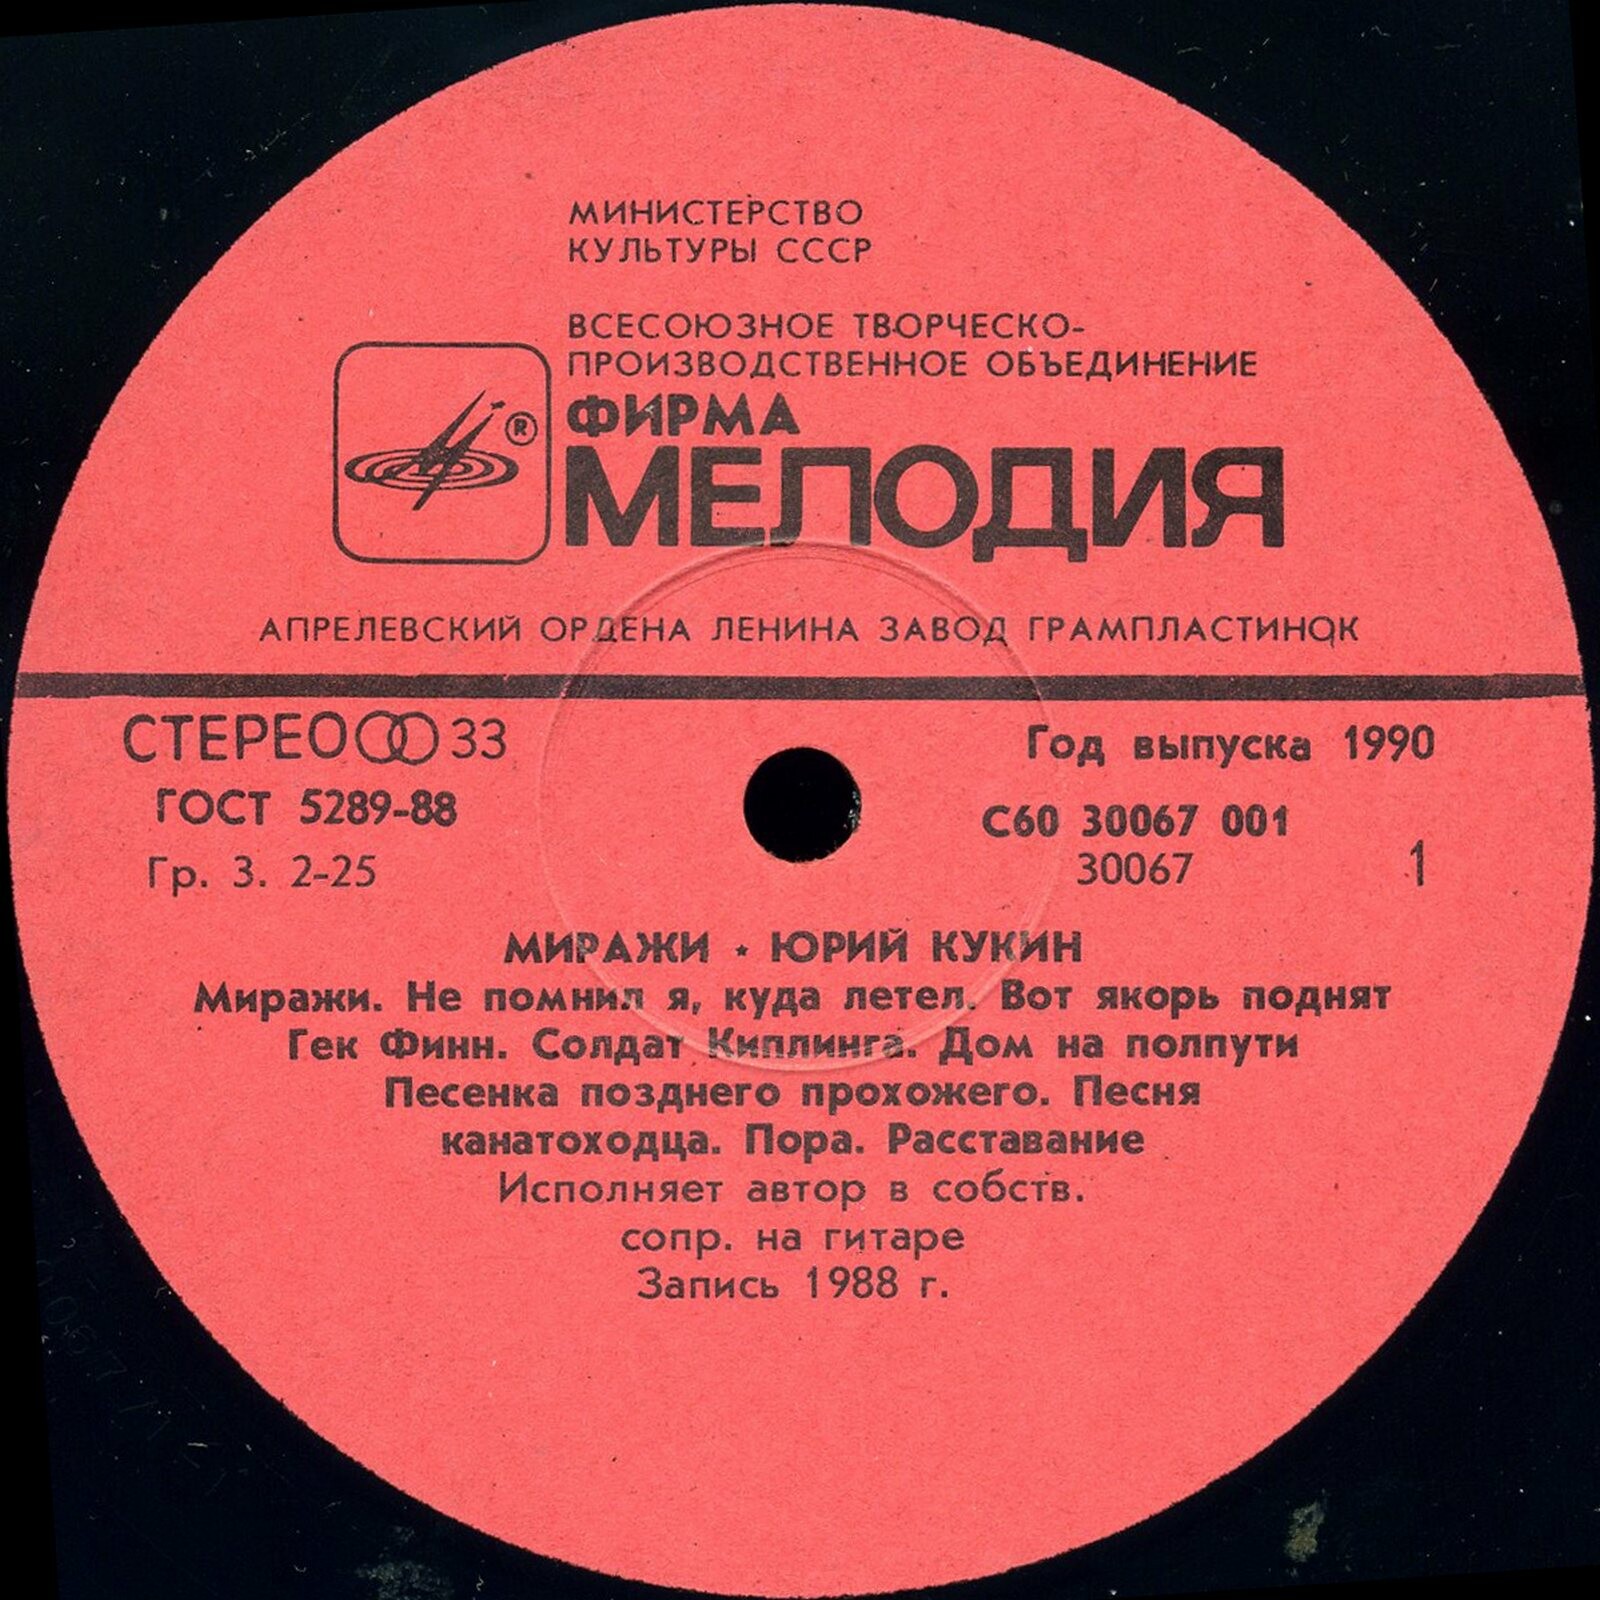 МИНИСТЕРСТВО
КУЛЬТУРЫ СССР
ВСЕСОЮЗНОЕ ТВОРЧЕСКО-
ПРОИЗВОДСТВЕННОЕ ОБЪЕДИНЕНИЕ
ФИРМА
®
МЕЛОДИЯ
АПРЕЛЕВСКИЙ ОРДЕНА ЛЕНИНА ЗАВОД ГРАМПЛАСТИНОК
СТЕРЕО 33
ГОСТ 5289-88
Гр. 3. 2-25
Год выпуска 1990
С60 30067 001
30067
1
МИРАЖИ ⋆ ЮРИЙ КУКИН
Миражи. Не помнил я, куда летел. Вот якорь поднят
Гек Финн. Солдат Киплинга. Дом на полпути
Песенка позднего прохожего. Песня
канатоходца. Пора. Расставание
Исполняет автор в собств.
сопр. на гитаре
Запись 1988 г.